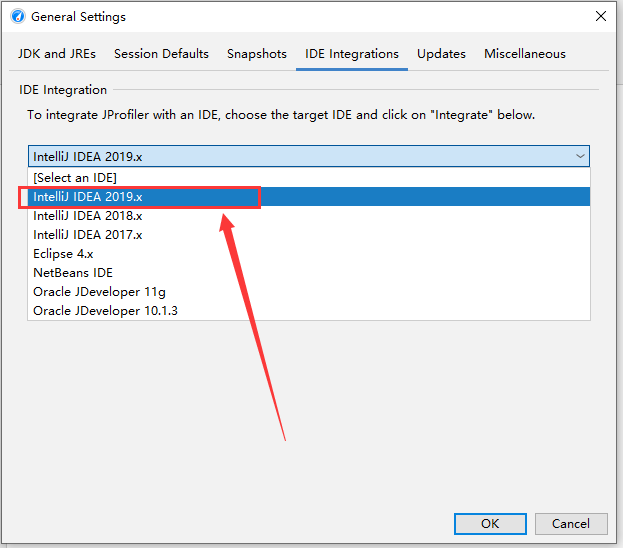 General Settings
JDK and JREs Session Defaults Snapshots IDE Integrations Updates Miscellaneous
IDE Integration
To integrate JProfiler with an IDE, choose the target IDE and click on "Integrate" below.
IntelliJ IDEA 2019.x
[Select an IDE]
IntelliJ IDEA 2019.x
IntelliJ IDEA 2018.x
IntelliJ IDEA 2017.x
Eclipse 4.x
NetBeans IDE
Oracle JDeveloper 11g
Oracle JDeveloper 10.1.3
OK Cancel